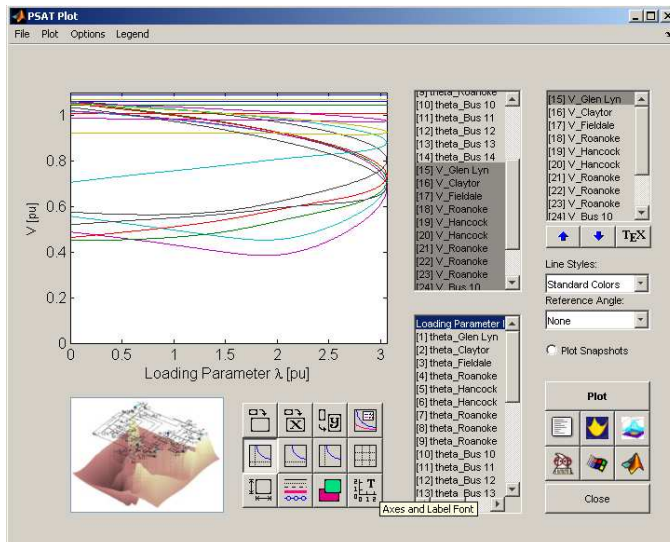 PSAT Plot
File Plot Options Legend
1
0.8
0.6
0.4
0.2
0
V [pu]
0 0.5 1 1.5 2 2.5 3
Loading Parameter λ [pu]
[9] theta_Roanoke
[10] theta_Bus 10
[11] theta_Bus 11
[12] theta_Bus 12
[13] theta_Bus 13
[14] theta_Bus 14
[15] V_Glen Lyn
[16] V_Claytor
[17] V_Fieldale
[18] V_Roanoke
[19] V_Hancock
[20] V_Hancock
[21] V_Roanoke
[22] V_Roanoke
[23] V_Roanoke
[24] V_Bus 10
[15] V_Glen Lyn
[16] V_Claytor
[17] V_Fieldale
[18] V_Roanoke
[19] V_Hancock
[20] V_Hancock
[21] V_Roanoke
[22] V_Roanoke
[23] V_Roanoke
[24] V_Bus 10
TEX
Line Styles:
Standard Colors
Reference Angle:
None
Plot Snapshots
Loading Parameter
[1] theta_Glen Lyn
[2] theta_Claytor
[3] theta_Fieldale
[4] theta_Roanoke
[5] theta_Hancock
[6] theta_Hancock
[7] theta_Roanoke
[8] theta_Roanoke
[9] theta_Roanoke
[10] theta_Bus 10
[11] theta_Bus 11
[12] theta_Bus 12
[13] theta_Bus 13
x
y
T
Axes and Label Font
Plot
Close